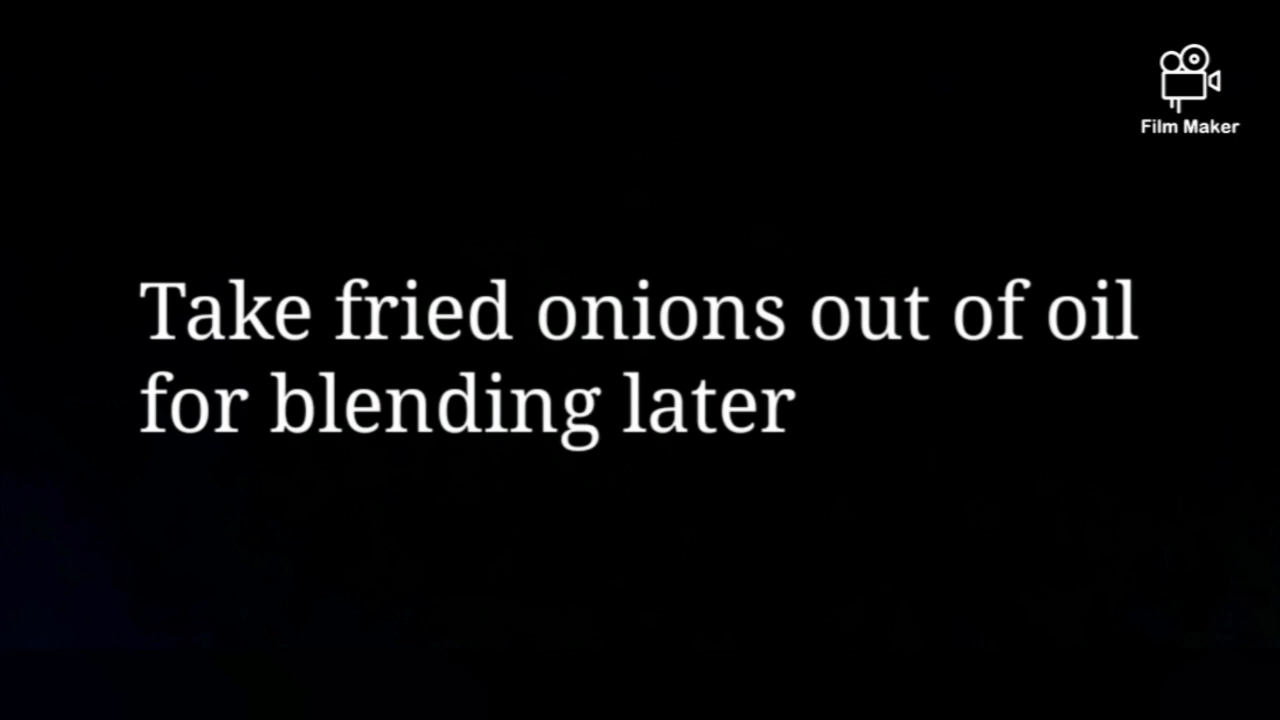 Film Maker
Take fried onions out of oil
for blending later